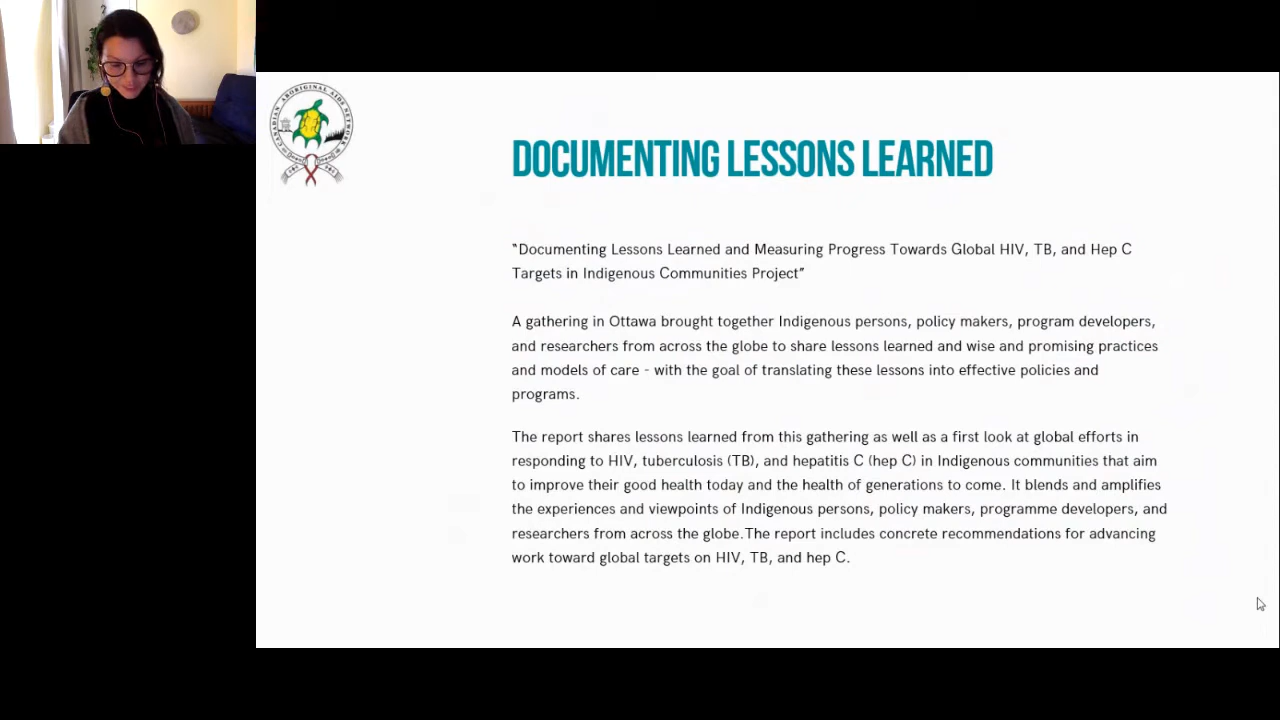 CANADIAN ABORIGINAL AIDS NETWORK
DOCUMENTING LESSONS LEARNED
“Documenting Lessons Learned and Measuring Progress Towards Global HIV, TB, and Hep C
Targets in Indigenous Communities Project”
A gathering in Ottawa brought together Indigenous persons, policy makers, program developers,
and researchers from across the globe to share lessons learned and wise and promising practices
and models of care - with the goal of translating these lessons into effective policies and
programs.
The report shares lessons learned from this gathering as well as a first look at global efforts in
responding to HIV, tuberculosis (TB), and hepatitis C (hep C) in Indigenous communities that aim
to improve their good health today and the health of generations to come. It blends and amplifies
the experiences and viewpoints of Indigenous persons, policy makers, programme developers, and
researchers from across the globe.The report includes concrete recommendations for advancing
work toward global targets on HIV, TB, and hep C.